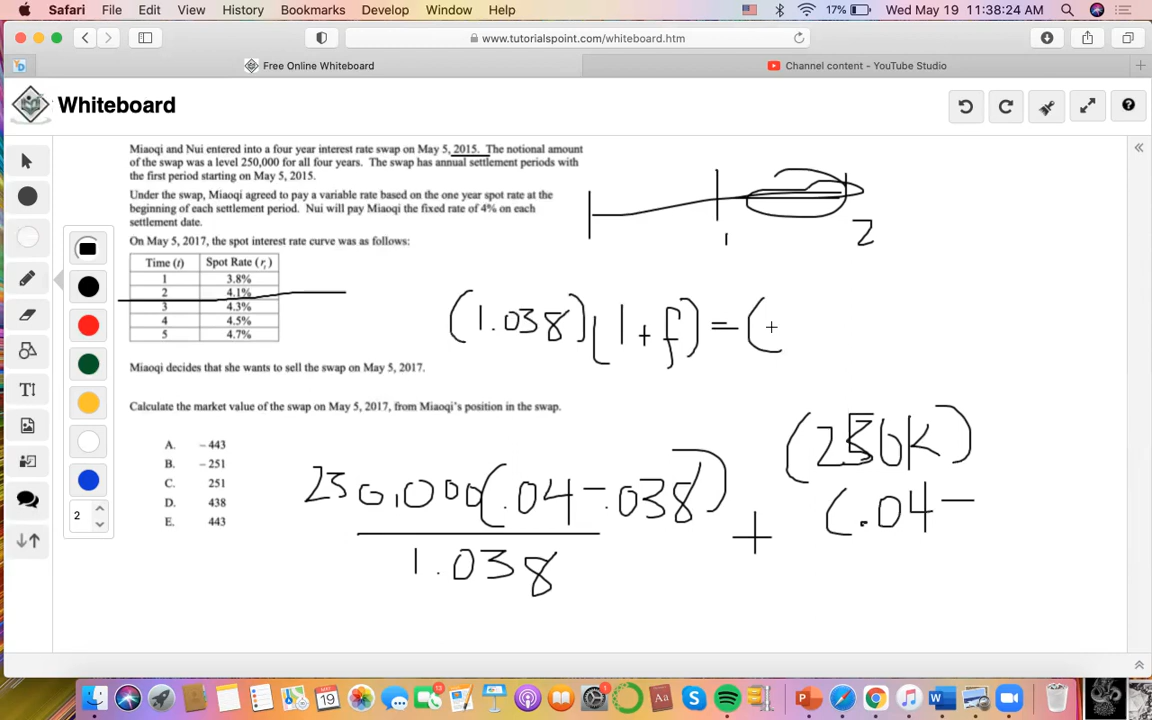 Safari File Edit View History Bookmarks Develop Window Help 17% Wed May 19 11:38:24 AM
www.tutorialspoint.com/whiteboard.htm
Free Online Whiteboard Channel content - YouTube Studio
Whiteboard
Miaoqi and Nui entered into a four year interest rate swap on May 5, 2015. The notional amount
of the swap was a level 250,000 for all four years. The swap has annual settlement periods with
the first period starting on May 5, 2015.
Under the swap, Miaoqi agreed to pay a variable rate based on the one year spot rate at the
beginning of each settlement period. Nui will pay Miaoqi the fixed rate of 4% on each
settlement date.
On May 5, 2017, the spot interest rate curve was as follows:
Time (t) Spot Rate (rt)
1 3.8%
2 4.1%
3 4.3%
4 4.5%
5 4.7%
1 2
(1.038)(1+f)=(
Miaoqi decides that she wants to sell the swap on May 5, 2017.
Calculate the market value of the swap on May 5, 2017, from Miaoqi's position in the swap.
A. – 443
B. – 251
C. 251
D. 438
E. 443
250,000(.04-.038)
1.038
+
(250K)
(.04-
2
TI